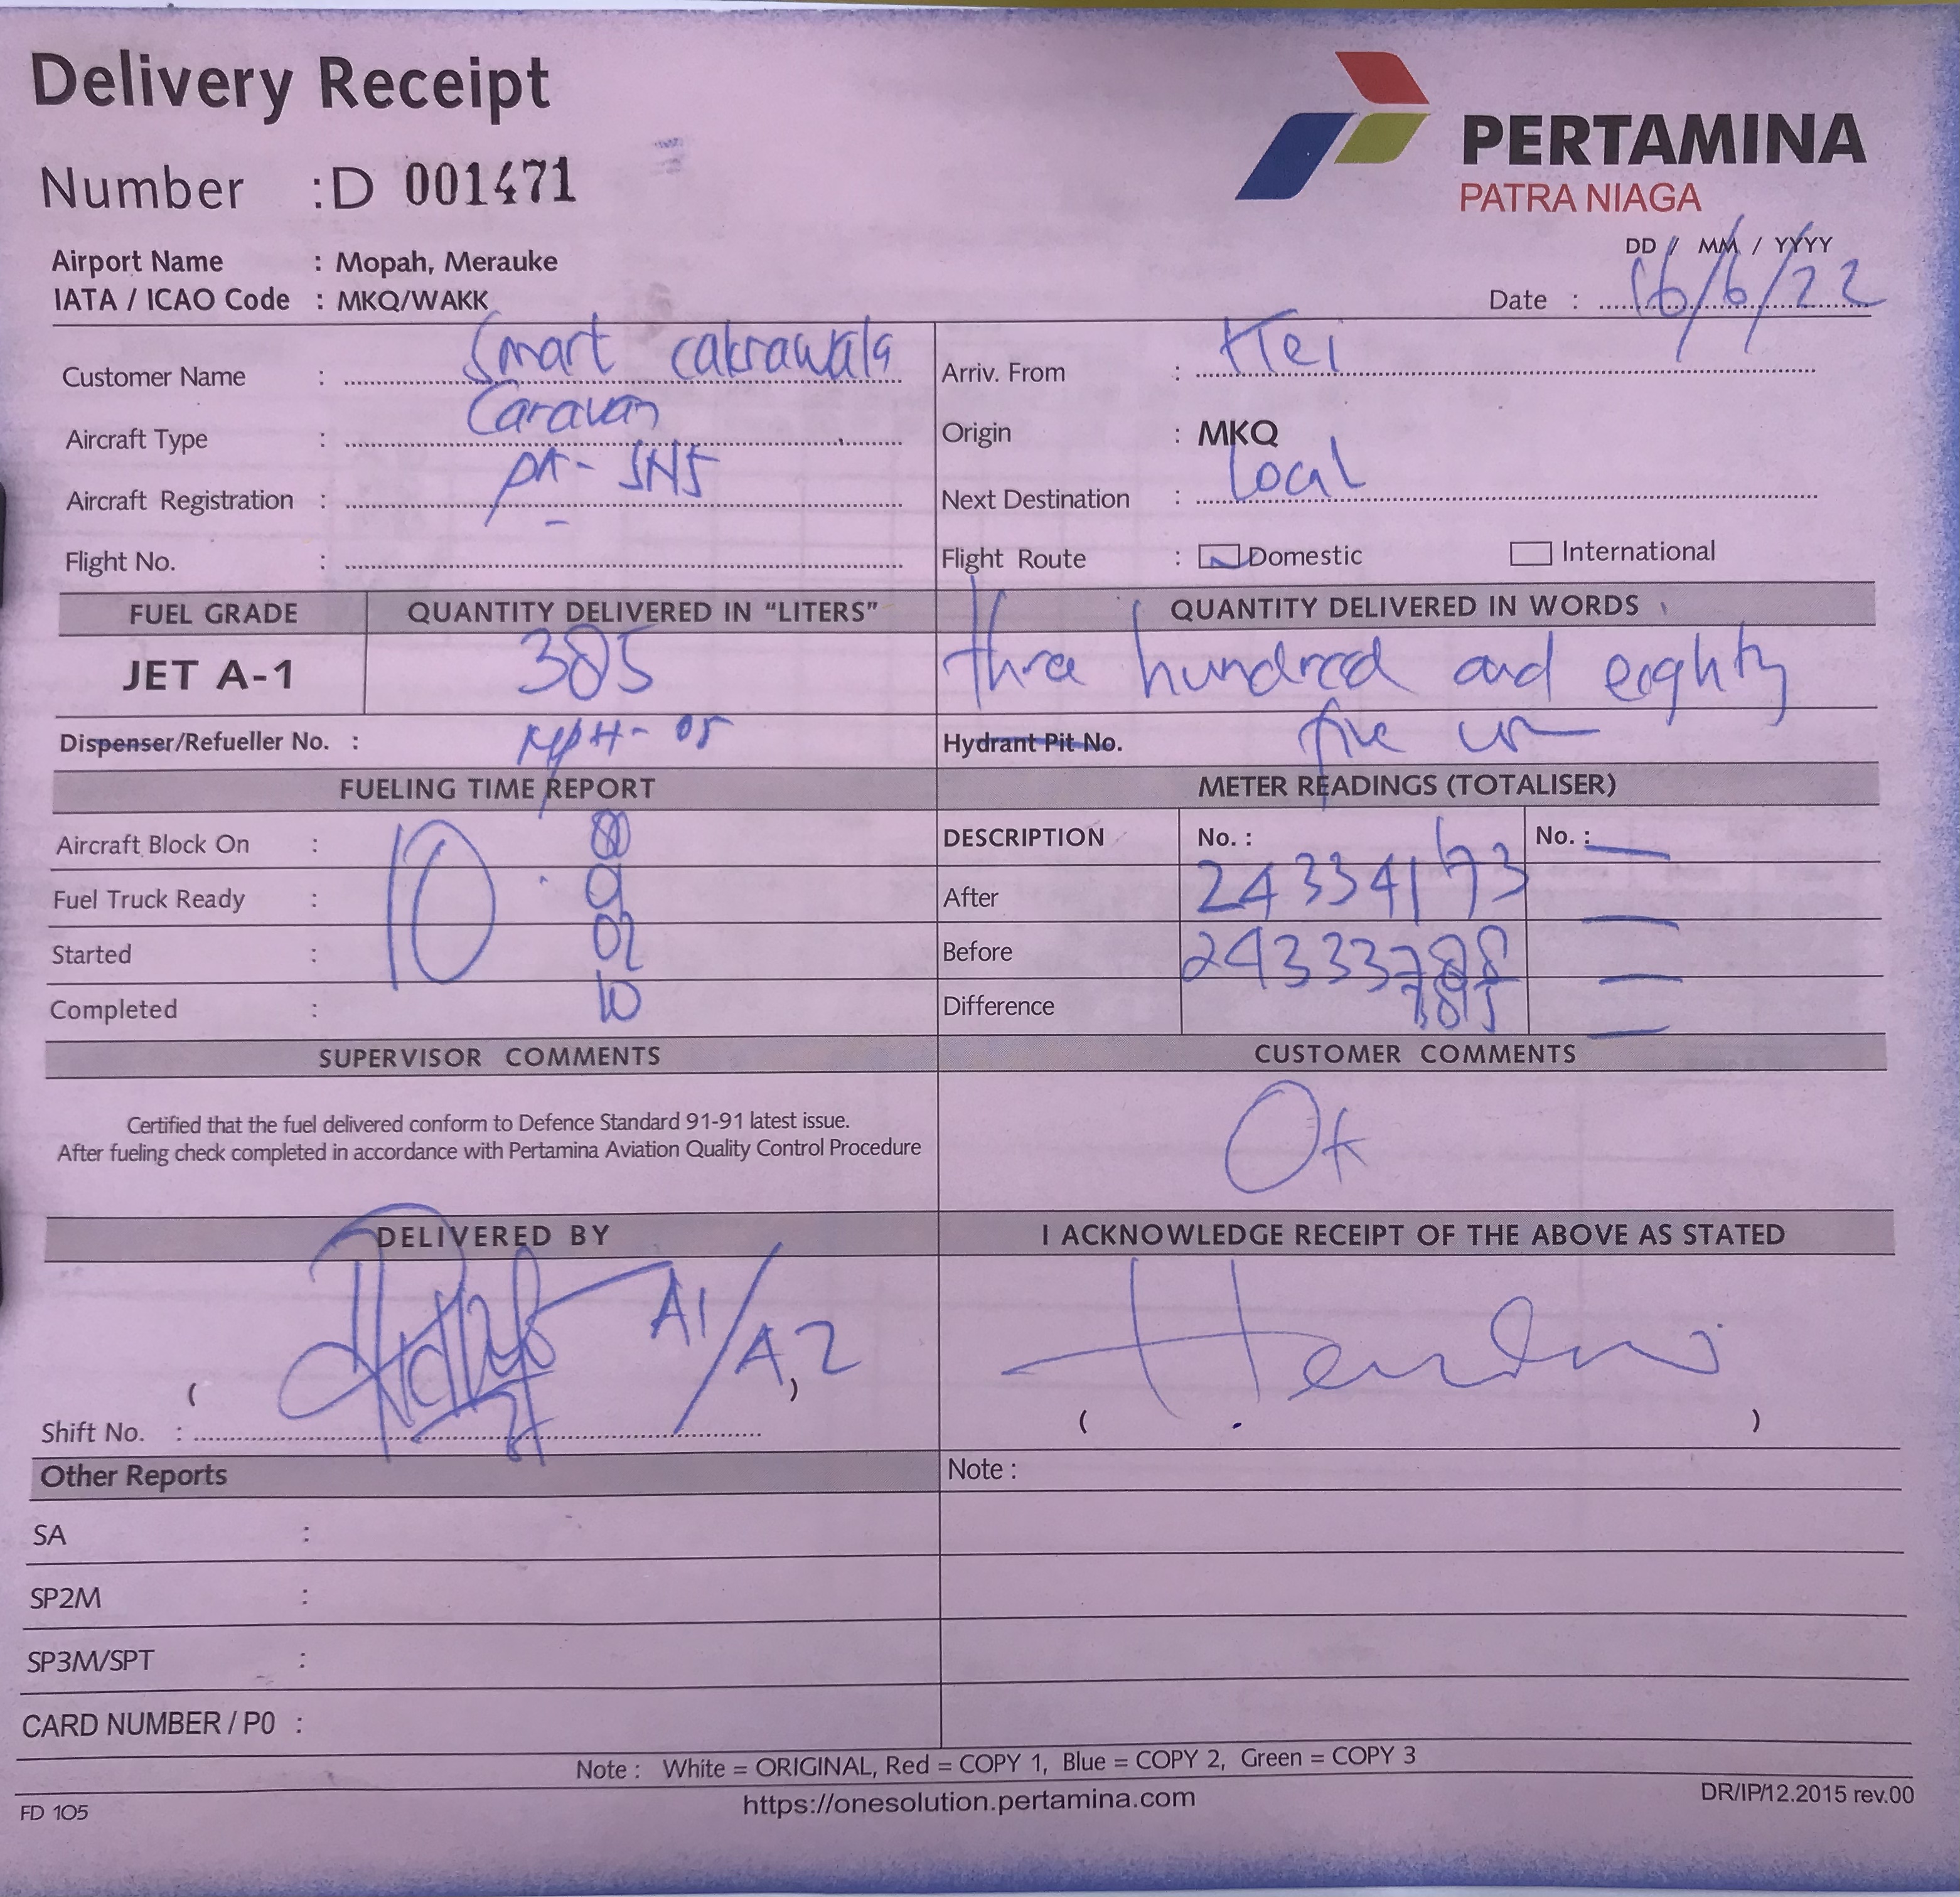 Delivery Receipt
PERTAMINA
PATRA NIAGA
Number : D 001471
Airport Name : Mopah, Merauke
DD / MM / YYYY
IATA / ICAO Code : MKQ/WAKK
Date : 16/6/22
Customer Name : Smart cakrawala
Arriv. From : Kei
Aircraft Type : Caravan
Origin : MKQ
Aircraft Registration : PK- SNJ
Next Destination : Local
Flight No. :
Flight Route : Domestic International
FUEL GRADE QUANTITY DELIVERED IN "LITERS" QUANTITY DELIVERED IN WORDS
JET A-1 385 three hundred and eighty
Dispenser/Refueller No. : MPH- 05
Hydrant Pit No. five
FUELING TIME REPORT METER READINGS (TOTALISER)
Aircraft Block On : 10
DESCRIPTION No. : No. :
Fuel Truck Ready :
After 24334173
Started : 02
Before 24333788
Completed : 10
Difference 385
SUPERVISOR COMMENTS CUSTOMER COMMENTS
Certified that the fuel delivered conform to Defence Standard 91-91 latest issue.
After fueling check completed in accordance with Pertamina Aviation Quality Control Procedure
Ok
DELIVERED BY I ACKNOWLEDGE RECEIPT OF THE ABOVE AS STATED
A1/A2
( )
( )
Shift No. :
Other Reports Note :
SA :
SP2M :
SP3M/SPT :
CARD NUMBER / P0 :
Note : White = ORIGINAL, Red = COPY 1, Blue = COPY 2, Green = COPY 3
FD 105 https://onesolution.pertamina.com DR/IP/12.2015 rev.00